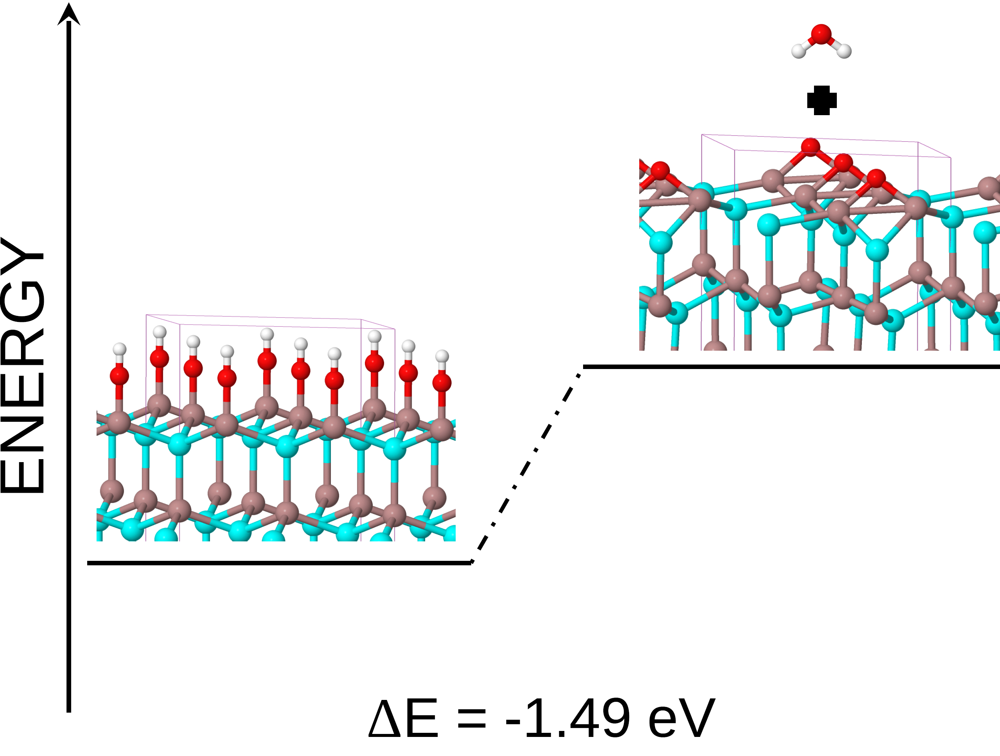 ENERGY
ΔE = -1.49 eV